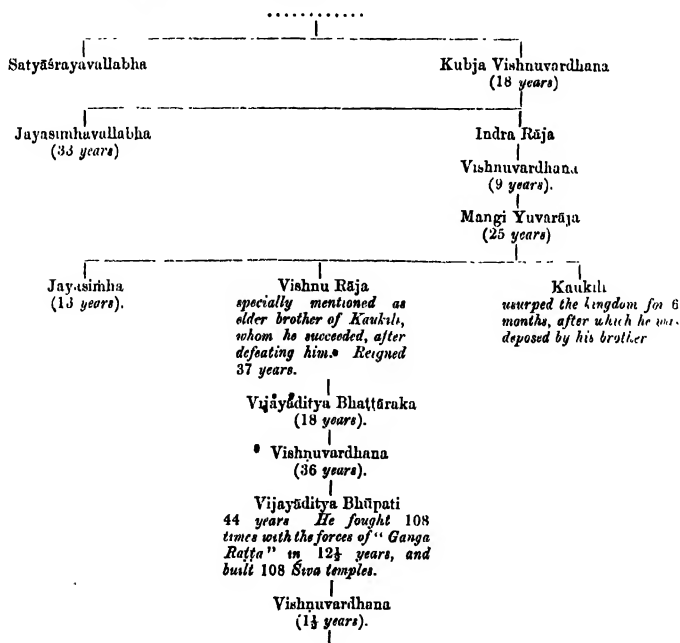 Satyāśrayavallabha
Kubja Vishnuvardhana
(18 years)
Jayasimhavallabha
(33 years)
Indra Rāja
Vishnuvardhana
(9 years).
Mangi Yuvarāja
(25 years)
Jayasimha
(13 years).
Vishnu Rāja
specially mentioned as
elder brother of Kaukili,
whom he succeeded, after
defeating him. Reigned
37 years.
Kaukili
usurped the kingdom for 6
months, after which he was
deposed by his brother
Vijayāditya Bhaṭṭāraka
(18 years).
Vishṇuvardhana
(36 years).
Vijayāditya Bhūpati
44 years He fought 108
times with the forces of "Ganga
Raṭṭa" in 12½ years, and
built 108 Śiva temples.
Vishṇuvardhana
(1½ years).